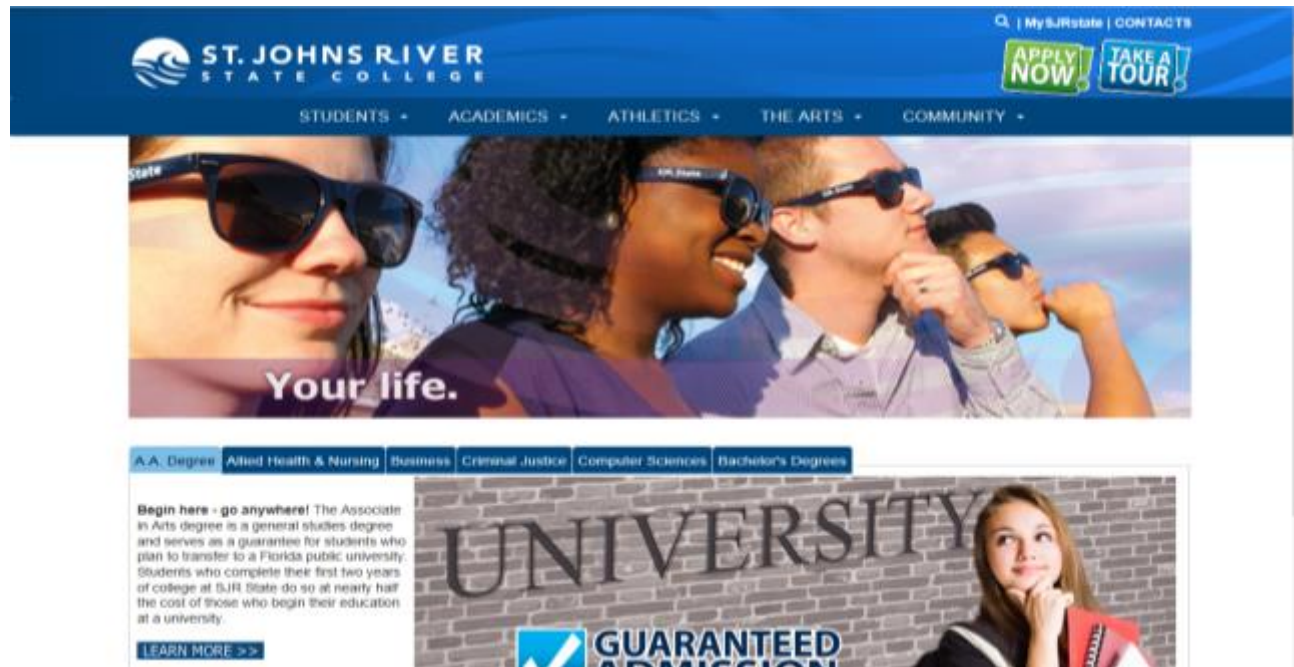 | MySJRstate | CONTACTS
ST. JOHNS RIVER
STATE COLLEGE
APPLY NOW!
TAKE A TOUR!
STUDENTS ACADEMICS ATHLETICS THE ARTS COMMUNITY
State
SJR State
Your life.
A.A. Degree Allied Health & Nursing Business Criminal Justice Computer Sciences Bachelor's Degrees
Begin here - go anywhere! The Associate
in Arts degree is a general studies degree
and serves as a guarantee for students who
plan to transfer to a Florida public university.
Students who complete their first two years
of college at SJR State do so at nearly half
the cost of those who begin their education
at a university.
LEARN MORE >>
UNIVERSITY
GUARANTEED
ADMISSION